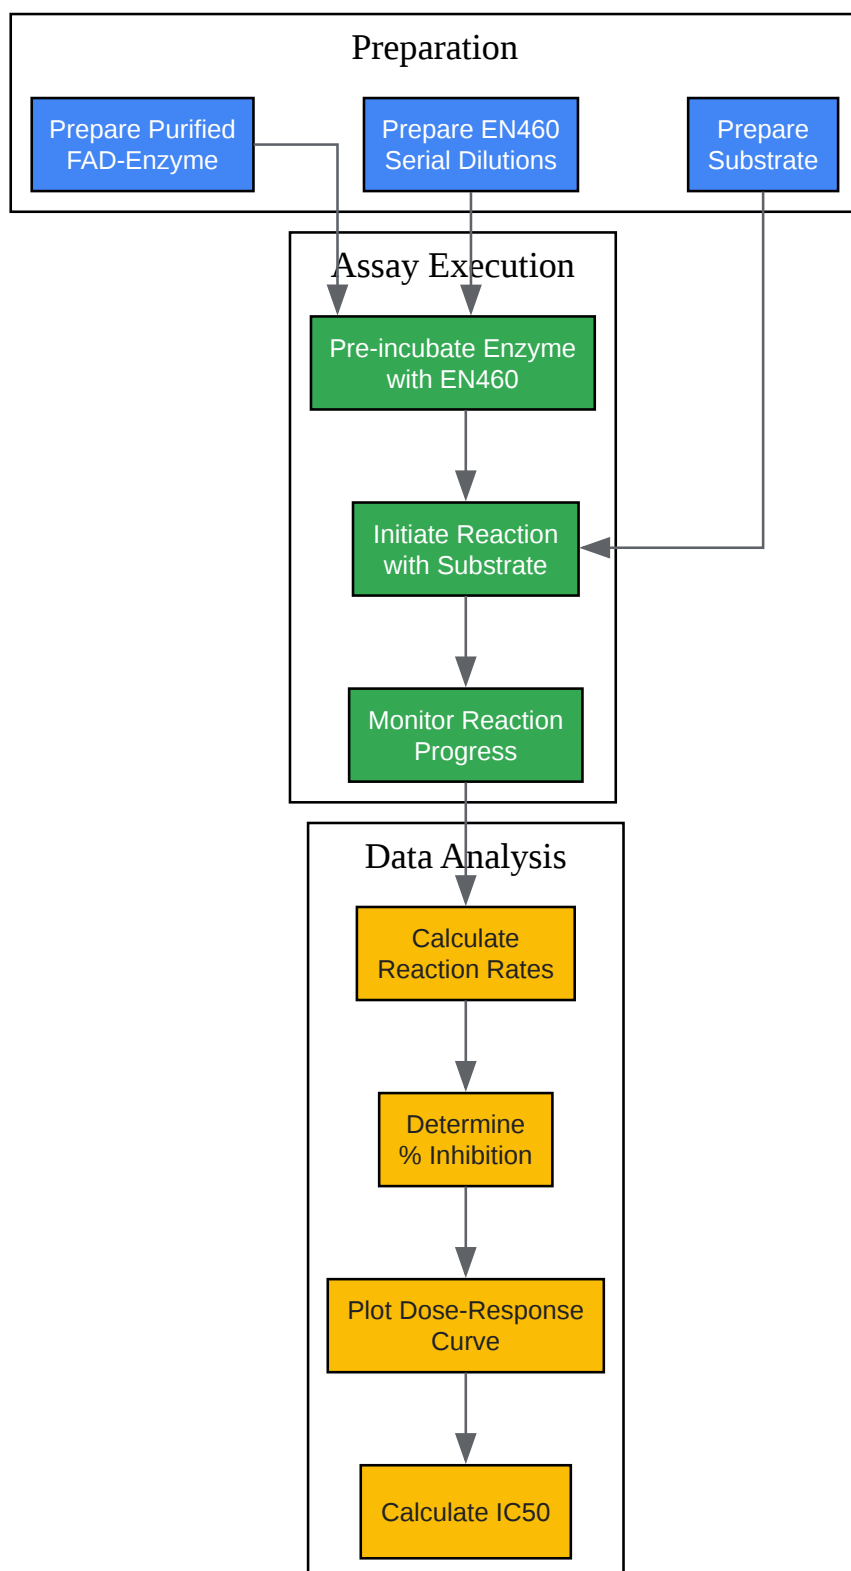 Preparation
Prepare Purified
FAD-Enzyme
Prepare EN460
Serial Dilutions
Prepare
Substrate
Assay Execution
Pre-incubate Enzyme
with EN460
Initiate Reaction
with Substrate
Monitor Reaction
Progress
Data Analysis
Calculate
Reaction Rates
Determine
% Inhibition
Plot Dose-Response
Curve
Calculate IC50